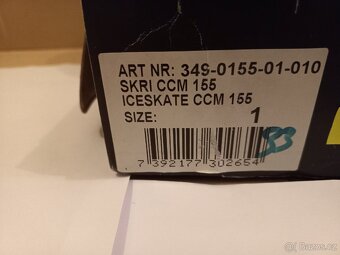 ART NR: 349-0155-01-010
SKRI CCM 155
ICESKATE CCM 155
SIZE: 1
33
7 392177 302654
Bazos.cz